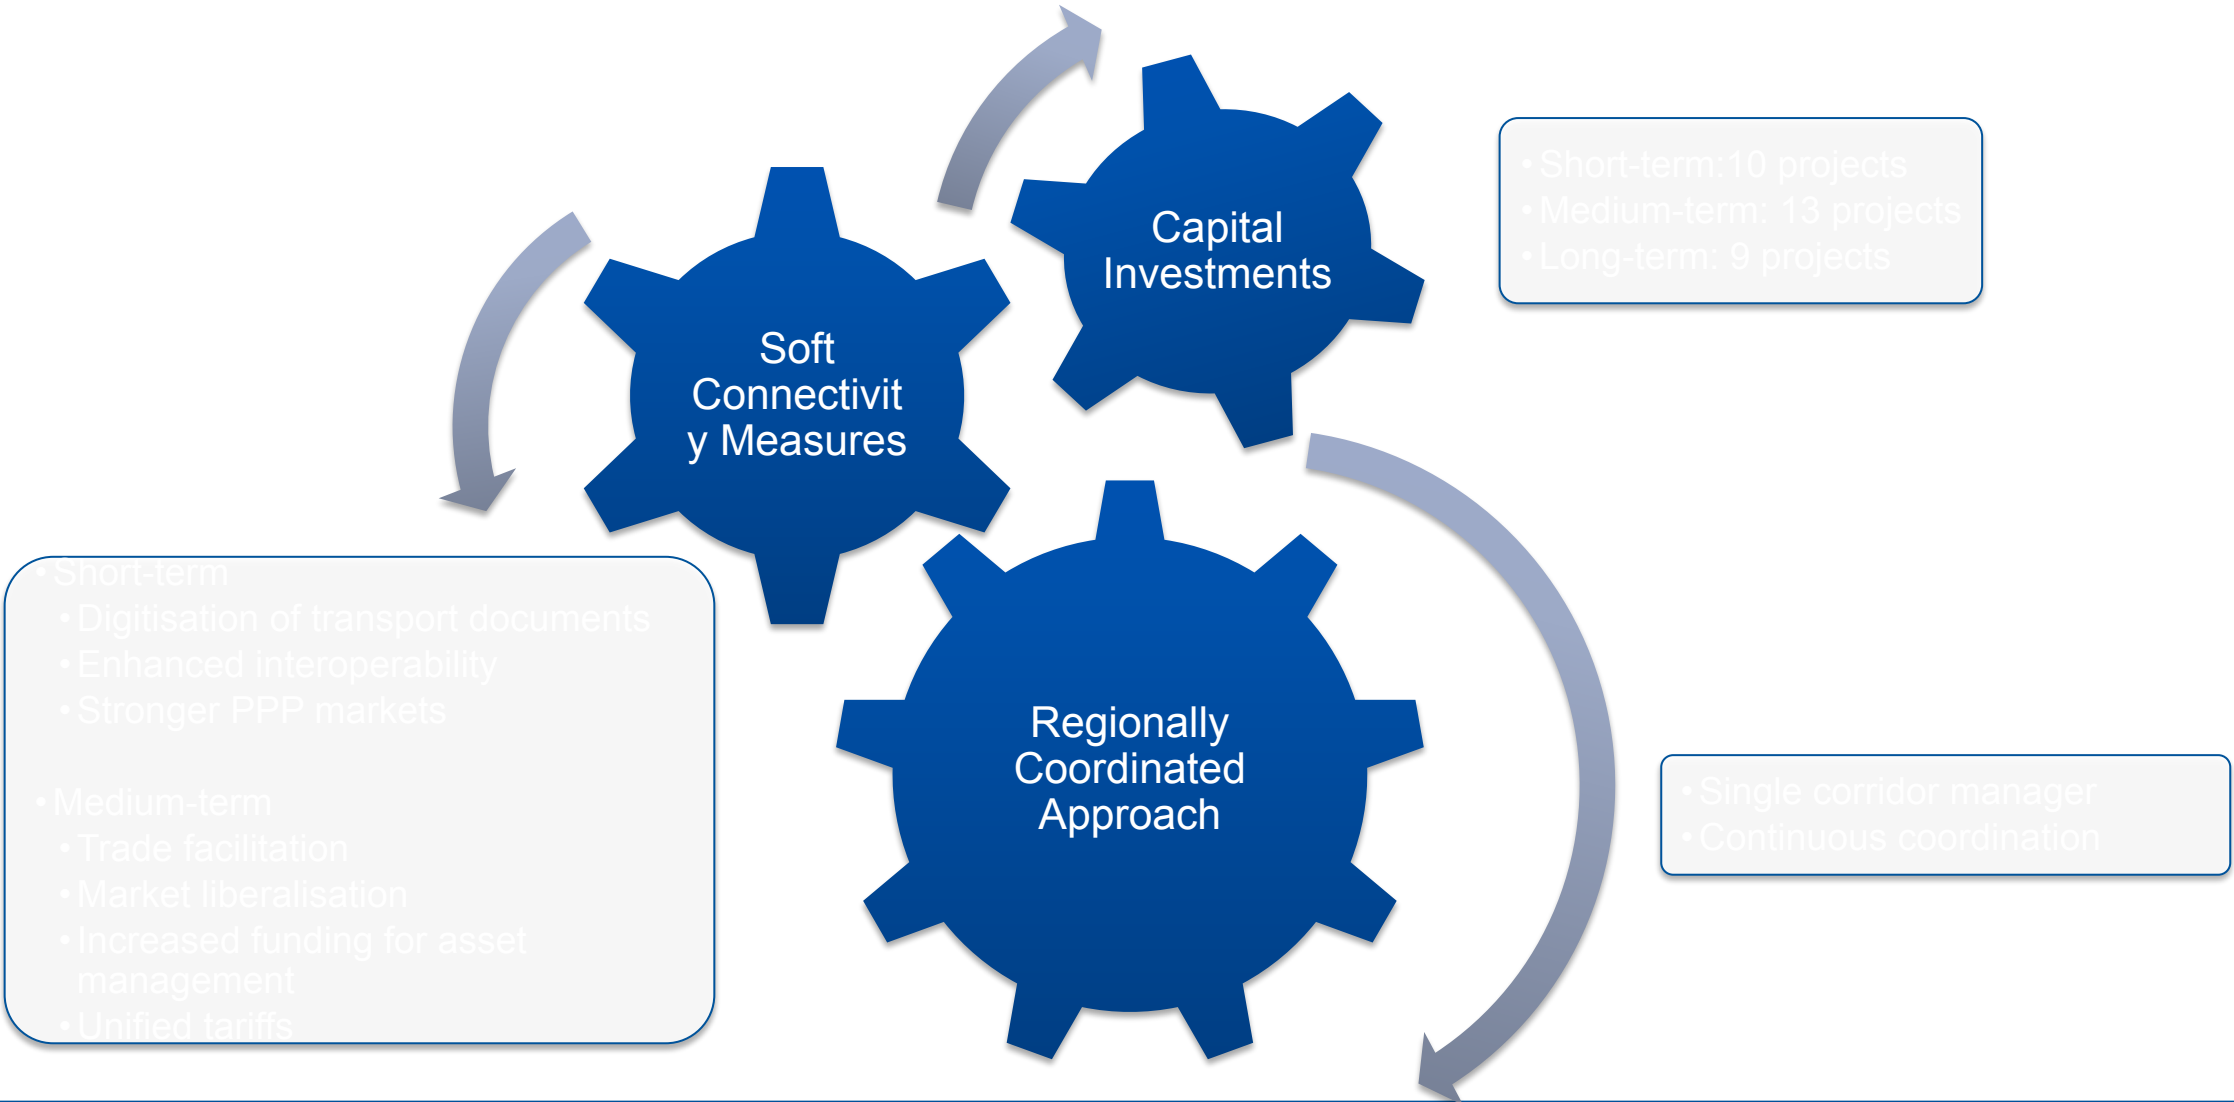 Capital
Investments
• Short-term:10 projects
• Medium-term: 13 projects
• Long-term: 9 projects
Soft
Connectivit
y Measures
• Short-term
• Digitisation of transport documents
• Enhanced interoperability
• Stronger PPP markets
• Medium-term
• Trade facilitation
• Market liberalisation
• Increased funding for asset
management
• Unified tariffs
Regionally
Coordinated
Approach
• Single corridor manager
• Continuous coordination